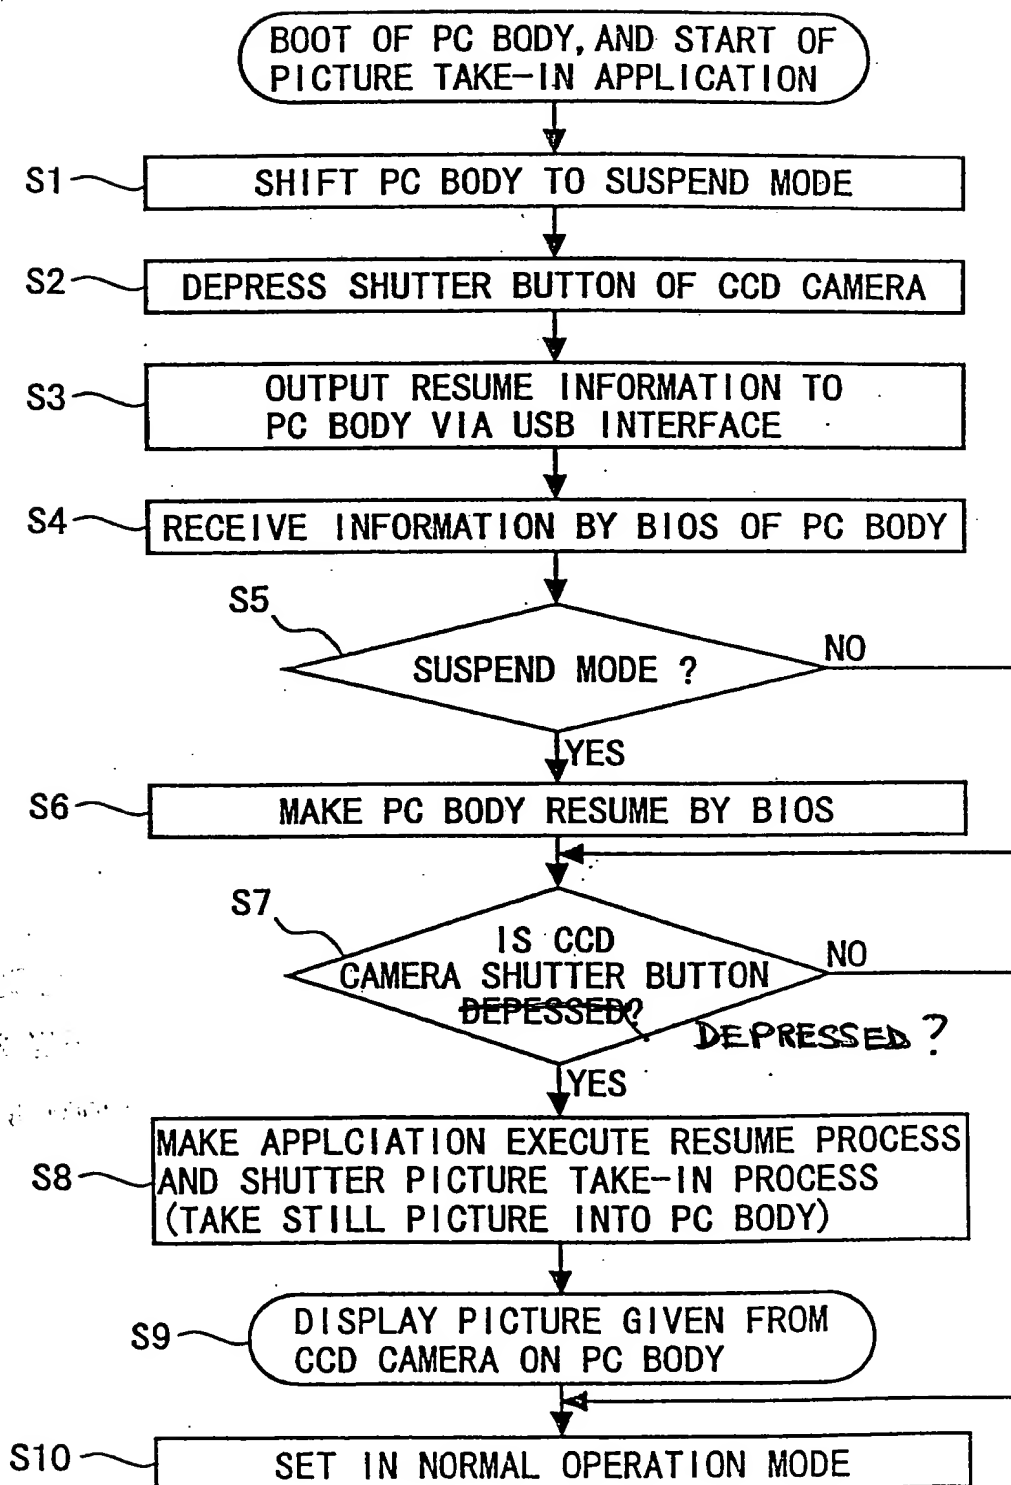 BOOT OF PC BODY, AND START OF
PICTURE TAKE-IN APPLICATION
S1
SHIFT PC BODY TO SUSPEND MODE
S2
DEPRESS SHUTTER BUTTON OF CCD CAMERA
S3
OUTPUT RESUME INFORMATION TO
PC BODY VIA USB INTERFACE
S4
RECEIVE INFORMATION BY BIOS OF PC BODY
S5
SUSPEND MODE ?
NO
YES
S6
MAKE PC BODY RESUME BY BIOS
S7
IS CCD
CAMERA SHUTTER BUTTON
DEPESSED?
DEPRESSED ?
NO
YES
S8
MAKE APPLCIATION EXECUTE RESUME PROCESS
AND SHUTTER PICTURE TAKE-IN PROCESS
(TAKE STILL PICTURE INTO PC BODY)
S9
DISPLAY PICTURE GIVEN FROM
CCD CAMERA ON PC BODY
S10
SET IN NORMAL OPERATION MODE